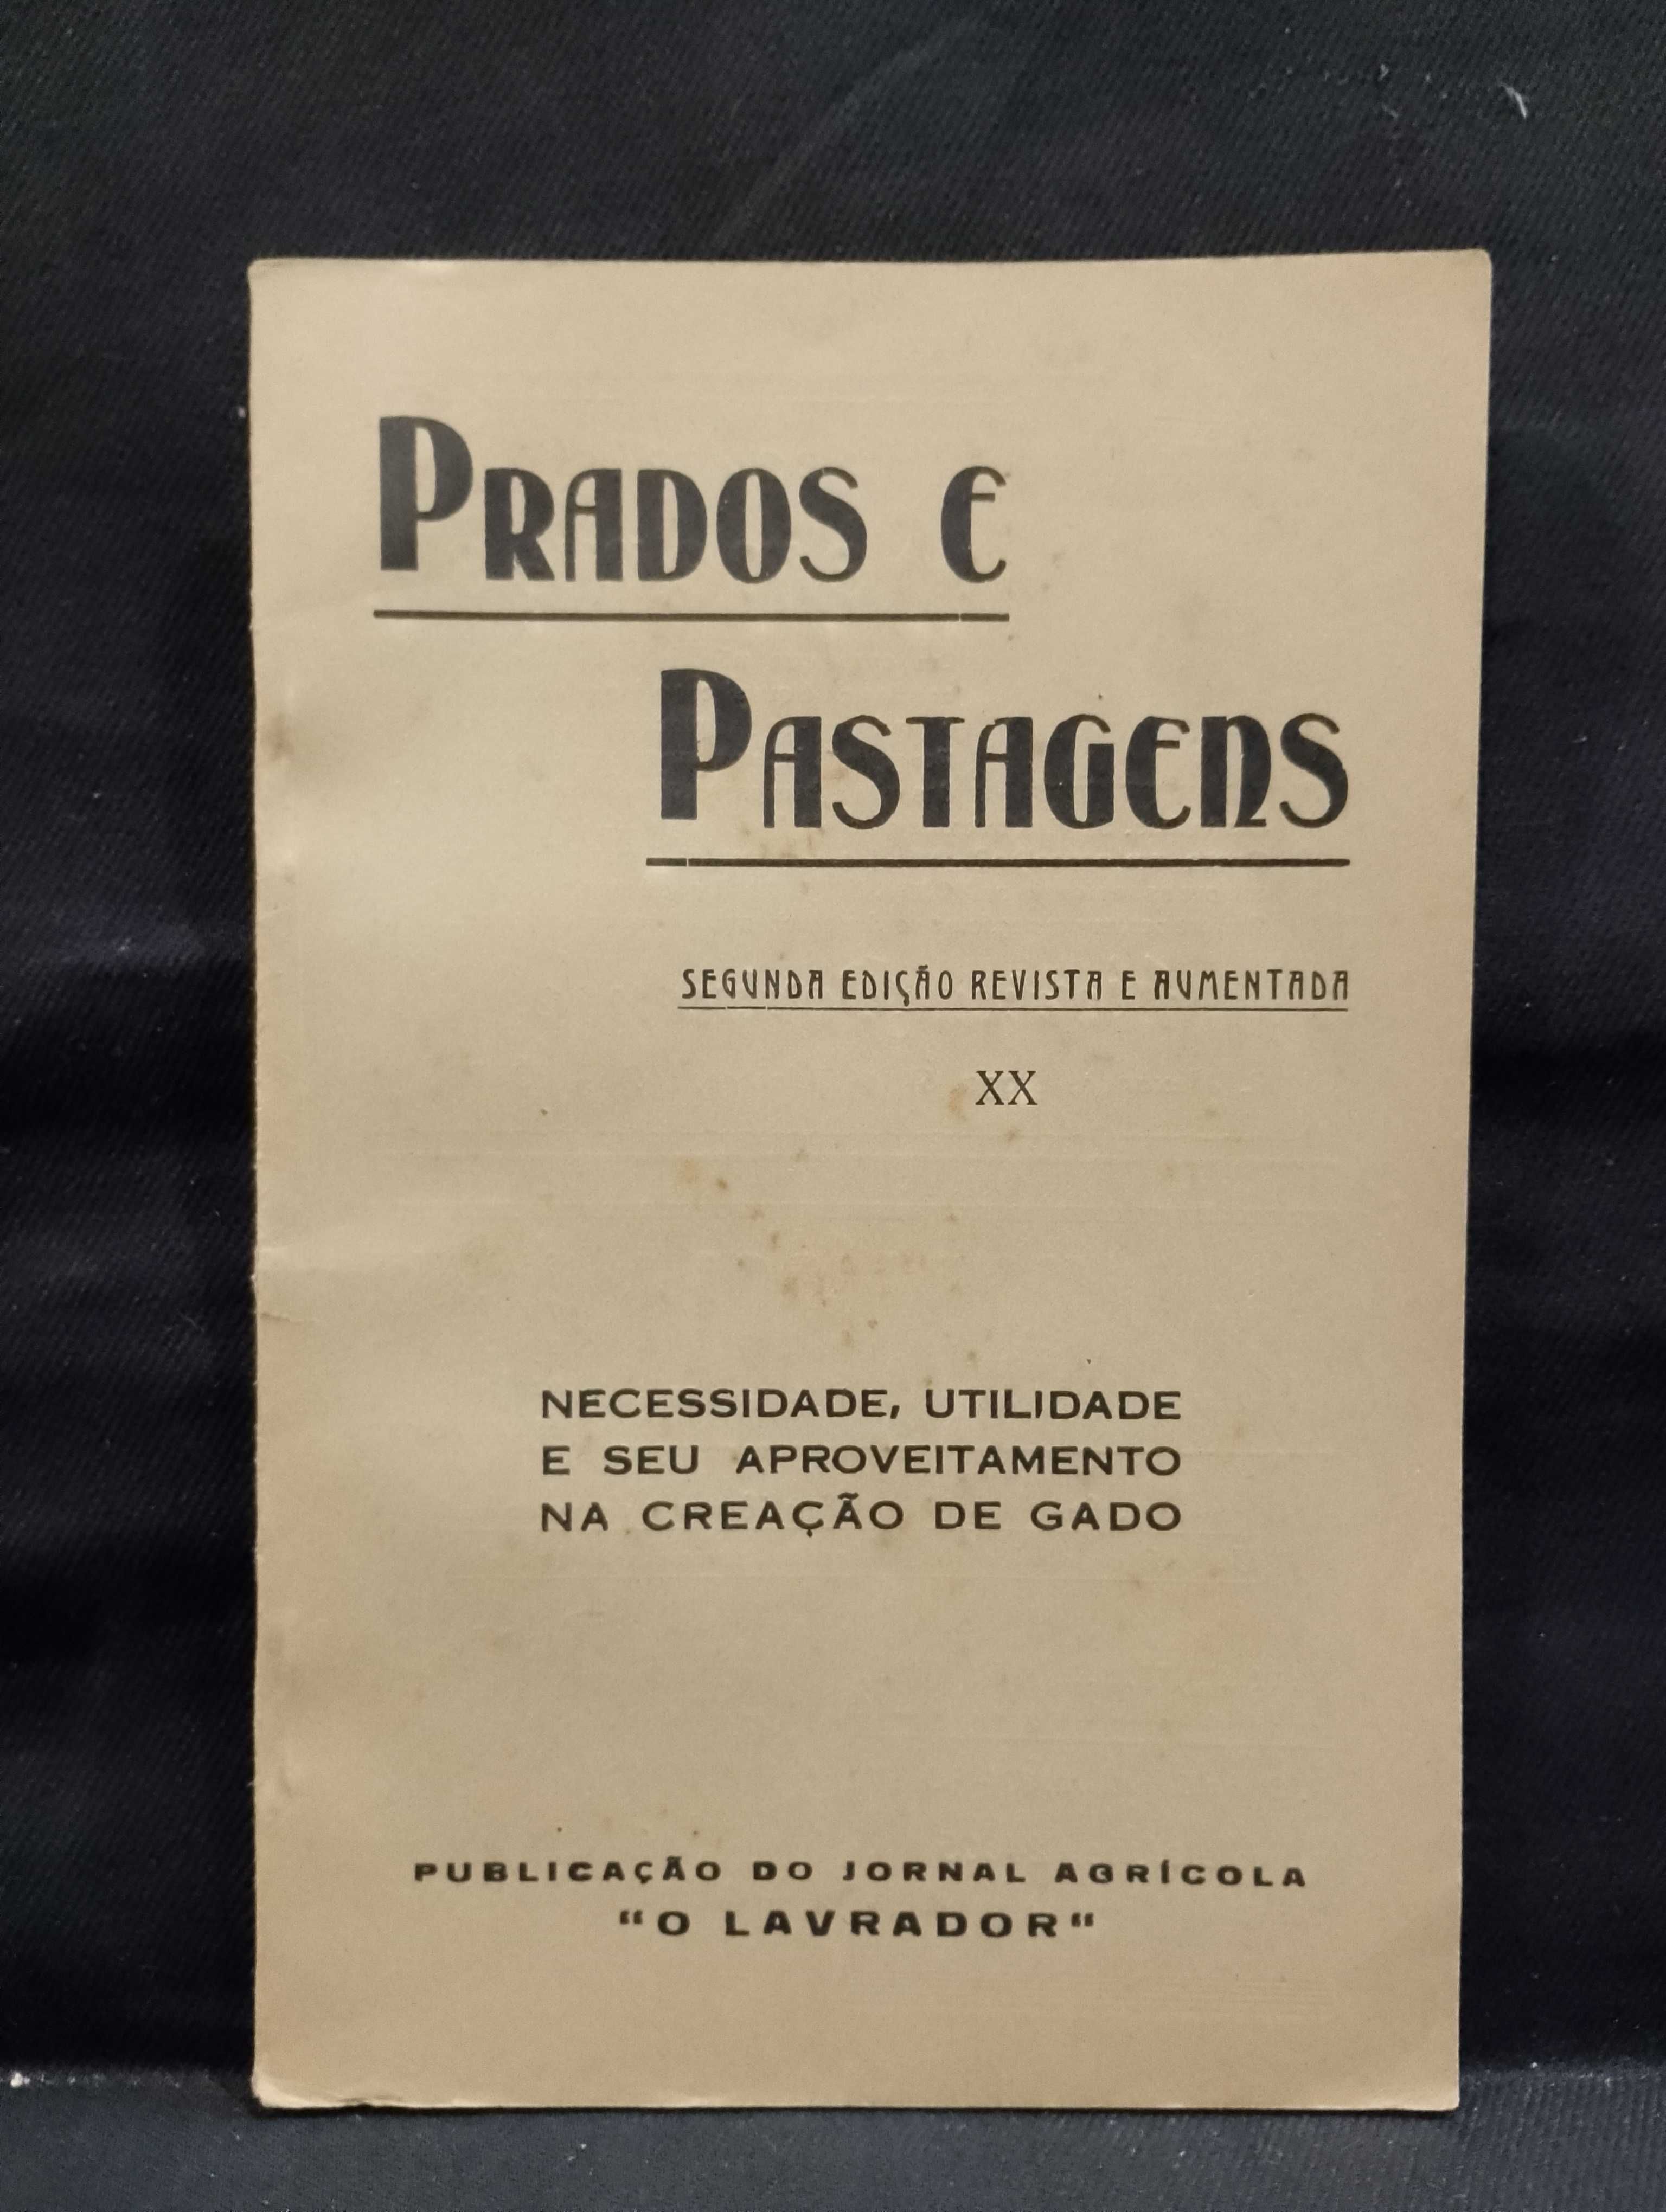 PRADOS E
PASTAGENS
SEGUNDA EDIÇÃO REVISTA E AUMENTADA
XX
NECESSIDADE, UTILIDADE
E SEU APROVEITAMENTO
NA CREAÇÃO DE GADO
PUBLICAÇÃO DO JORNAL AGRÍCOLA
"O LAVRADOR"